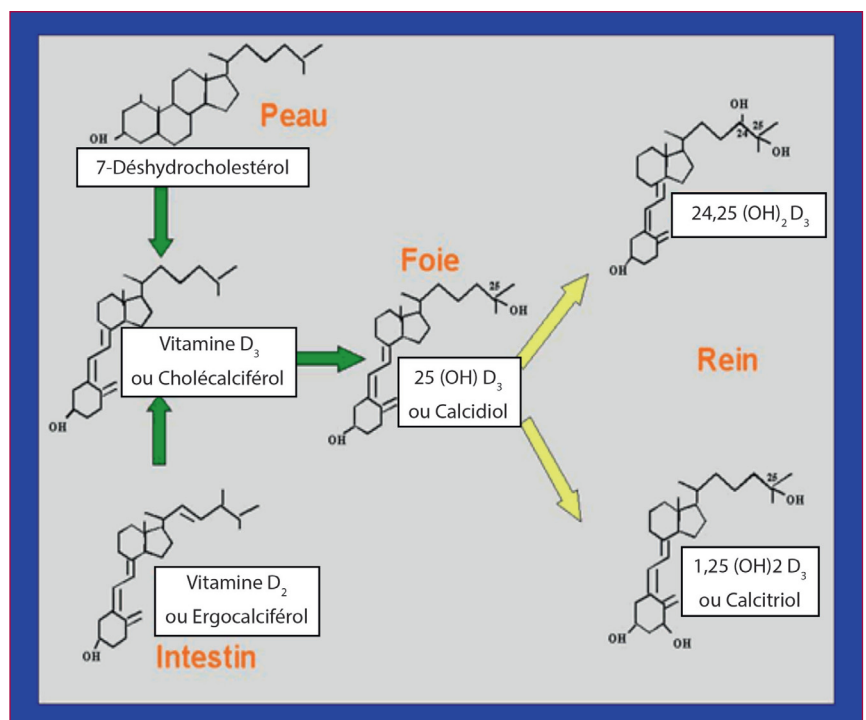 Peau
OH
7-Déshydrocholestérol
Vitamine D₃
ou Cholécalciférol
OH
Vitamine D₂
ou Ergocalciférol
OH
Intestin
Foie
25
OH
25 (OH) D₃
ou Calcidiol
OH
OH
25
24
OH
24,25 (OH)₂ D₃
OH
Rein
25
OH
1,25 (OH)2 D₃
ou Calcitriol
OH
OH